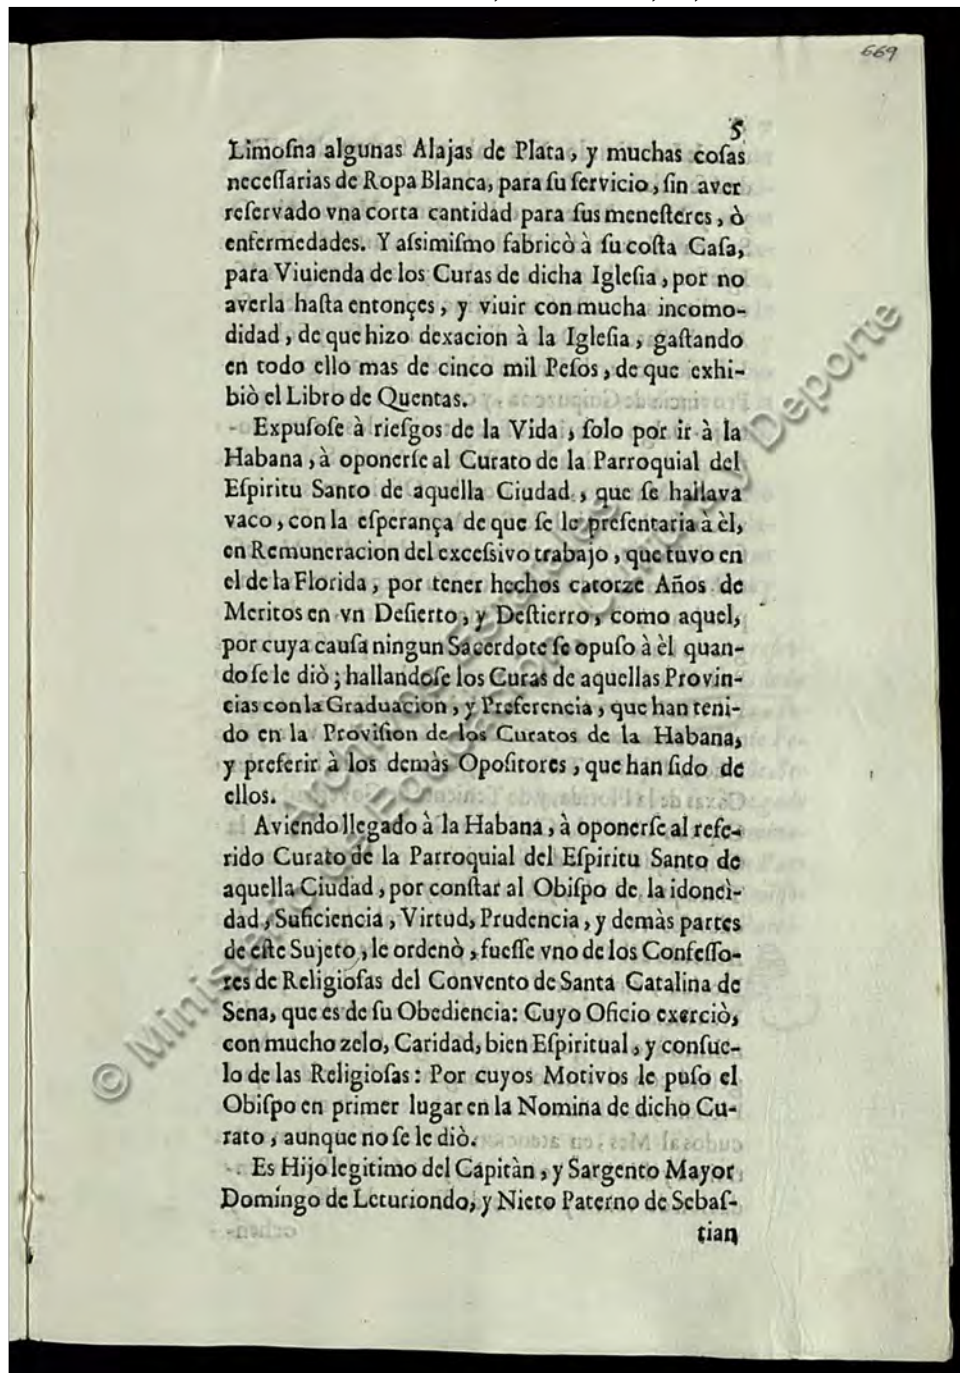 669
5
Limoſna algunas Alajas de Plata, y muchas coſas
neceſſarias de Ropa Blanca, para ſu ſervicio, ſin aver
reſervado vna corta cantidad para ſus meneſteres, ò
enfermedades. Y aſsimiſmo fabricò à ſu coſta Caſa,
para Viuienda de los Curas de dicha Igleſia, por no
averla haſta entonçes, y viuir con mucha incomo-
didad, de que hizo dexacion à la Igleſia, gaſtando
en todo ello mas de cinco mil Peſos, de que exhi-
biò el Libro de Quentas.
Expuſoſe à rieſgos de la Vida, ſolo por ir à la
Habana, à oponerſe al Curato de la Parroquial del
Eſpiritu Santo de aquella Ciudad, que ſe hallava
vaco, con la eſperança de que ſe le preſentaria à èl,
en Remuneracion del exceſsivo trabajo, que tuvo en
el de la Florida, por tener hechos catorze Años de
Meritos en vn Deſierto, y Deſtierro, como aquel,
por cuya cauſa ningun Sacerdote ſe opuſo à èl quan-
do ſe le diò; hallandoſe los Curas de aquellas Provin-
cias con la Graduacion, y Preferencia, que han teni-
do en la Proviſion de los Curatos de la Habana,
y preferir à los demàs Opoſitores, que han ſido de
ellos.
Aviendo llegado à la Habana, à oponerſe al refe-
rido Curato de la Parroquial del Eſpiritu Santo de
aquella Ciudad, por conſtar al Obiſpo de la idonei-
dad, Suficiencia, Virtud, Prudencia, y demàs partes
de eſte Sujeto, le ordenò, fueſſe vno de los Confeſſo-
res de Religioſas del Convento de Santa Catalina de
Sena, que es de ſu Obediencia: Cuyo Oficio exerciò,
con mucho zelo, Caridad, bien Eſpiritual, y conſue-
lo de las Religioſas: Por cuyos Motivos le puſo el
Obiſpo en primer lugar en la Nomina de dicho Cu-
rato, aunque no ſe le diò.
Es Hijo legitimo del Capitàn, y Sargento Mayor
Domingo de Leturiondo, y Nieto Paterno de Sebaſ-
tian
© Ministerio de Educación, Cultura y Deporte